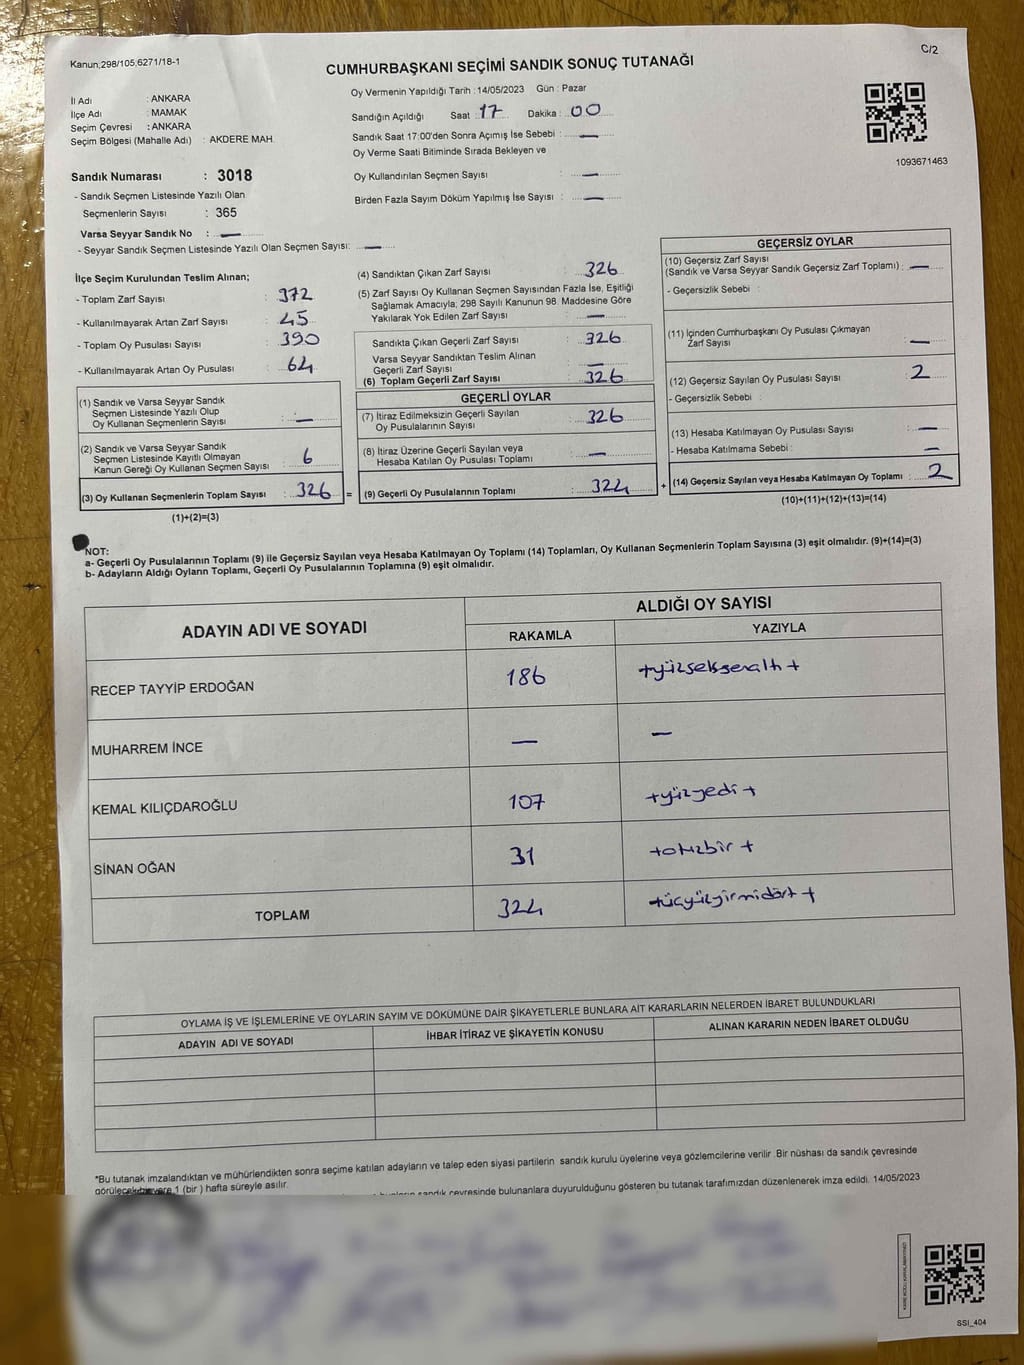 Kanun;298/105;6271/18-1
C/2
CUMHURBAŞKANI SEÇİMİ SANDIK SONUÇ TUTANAĞI
İl Adı : ANKARA
İlçe Adı : MAMAK
Seçim Çevresi : ANKARA
Seçim Bölgesi (Mahalle Adı) : AKDERE MAH.
Sandık Numarası : 3018
- Sandık Seçmen Listesinde Yazılı Olan
Seçmenlerin Sayısı : 365
Varsa Seyyar Sandık No : —
- Seyyar Sandık Seçmen Listesinde Yazılı Olan Seçmen Sayısı: —
Oy Vermenin Yapıldığı Tarih : 14/05/2023 Gün : Pazar
Sandığın Açıldığı Saat : 17 Dakika : 00
Sandık Saat 17:00'den Sonra Açımış İse Sebebi : —
Oy Verme Saati Bitiminde Sırada Bekleyen ve
Oy Kullandırılan Seçmen Sayısı : —
Birden Fazla Sayım Döküm Yapılmış İse Sayısı : —
1093671463
İlçe Seçim Kurulundan Teslim Alınan;
- Toplam Zarf Sayısı : 372
- Kullanılmayarak Artan Zarf Sayısı : 45
- Toplam Oy Pusulası Sayısı : 390
- Kullanılmayarak Artan Oy Pusulası : 64
(1) Sandık ve Varsa Seyyar Sandık
Seçmen Listesinde Yazılı Olup
Oy Kullanan Seçmenlerin Sayısı : —
(2) Sandık ve Varsa Seyyar Sandık
Seçmen Listesinde Kayıtlı Olmayan
Kanun Gereği Oy Kullanan Seçmen Sayısı : 6
(3) Oy Kullanan Seçmenlerin Toplam Sayısı : 326 =
(1)+(2)=(3)
(4) Sandıktan Çıkan Zarf Sayısı : 326
(5) Zarf Sayısı Oy Kullanan Seçmen Sayısından Fazla İse, Eşitliği
Sağlamak Amacıyla; 298 Sayılı Kanunun 98. Maddesine Göre
Yakılarak Yok Edilen Zarf Sayısı : —
Sandıkta Çıkan Geçerli Zarf Sayısı : 326
Varsa Seyyar Sandıktan Teslim Alınan
Geçerli Zarf Sayısı : —
(6) Toplam Geçerli Zarf Sayısı : 326
GEÇERLİ OYLAR
(7) İtiraz Edilmeksizin Geçerli Sayılan
Oy Pusulalarının Sayısı : 326
(8) İtiraz Üzerine Geçerli Sayılan veya
Hesaba Katılan Oy Pusulası Toplamı : —
(9) Geçerli Oy Pusulalarının Toplamı : 324 +
GEÇERSİZ OYLAR
(10) Geçersiz Zarf Sayısı
(Sandık ve Varsa Seyyar Sandık Geçersiz Zarf Toplamı) : —
- Geçersizlik Sebebi :
(11) İçinden Cumhurbaşkanı Oy Pusulası Çıkmayan
Zarf Sayısı : —
(12) Geçersiz Sayılan Oy Pusulası Sayısı : 2
- Geçersizlik Sebebi :
(13) Hesaba Katılmayan Oy Pusulası Sayısı : —
- Hesaba Katılmama Sebebi : —
(14) Geçersiz Sayılan veya Hesaba Katılmayan Oy Toplamı : 2
(10)+(11)+(12)+(13)=(14)
NOT:
a- Geçerli Oy Pusulalarının Toplamı (9) ile Geçersiz Sayılan veya Hesaba Katılmayan Oy Toplamı (14) Toplamları, Oy Kullanan Seçmenlerin Toplam Sayısına (3) eşit olmalıdır. (9)+(14)=(3)
b- Adayların Aldığı Oyların Toplamı, Geçerli Oy Pusulalarının Toplamına (9) eşit olmalıdır.
ADAYIN ADI VE SOYADI
ALDIĞI OY SAYISI
RAKAMLA YAZIYLA
RECEP TAYYİP ERDOĞAN 186 +yüzseksenaltı+
MUHARREM İNCE — —
KEMAL KILIÇDAROĞLU 107 +yüzyedi+
SİNAN OĞAN 31 +otuzbir+
TOPLAM 324 +üçyüzyirmidört+
OYLAMA İŞ VE İŞLEMLERİNE VE OYLARIN SAYIM VE DÖKÜMÜNE DAİR ŞİKAYETLERLE BUNLARA AİT KARARLARIN NELERDEN İBARET BULUNDUKLARI
ADAYIN ADI VE SOYADI İHBAR İTİRAZ VE ŞİKAYETİN KONUSU ALINAN KARARIN NEDEN İBARET OLDUĞU
*Bu tutanak imzalandıktan ve mühürlendikten sonra seçime katılan adayların ve talep eden siyasi partilerin sandık kurulu üyelerine veya gözlemcilerine verilir. Bir nüshası da sandık çevresinde
görülecek bir yere 1 (bir) hafta süreyle asılır.
sandık çevresinde bulunanlara duyurulduğunu gösteren bu tutanak tarafımızdan düzenlenerek imza edildi. 14/05/2023
SSI_404